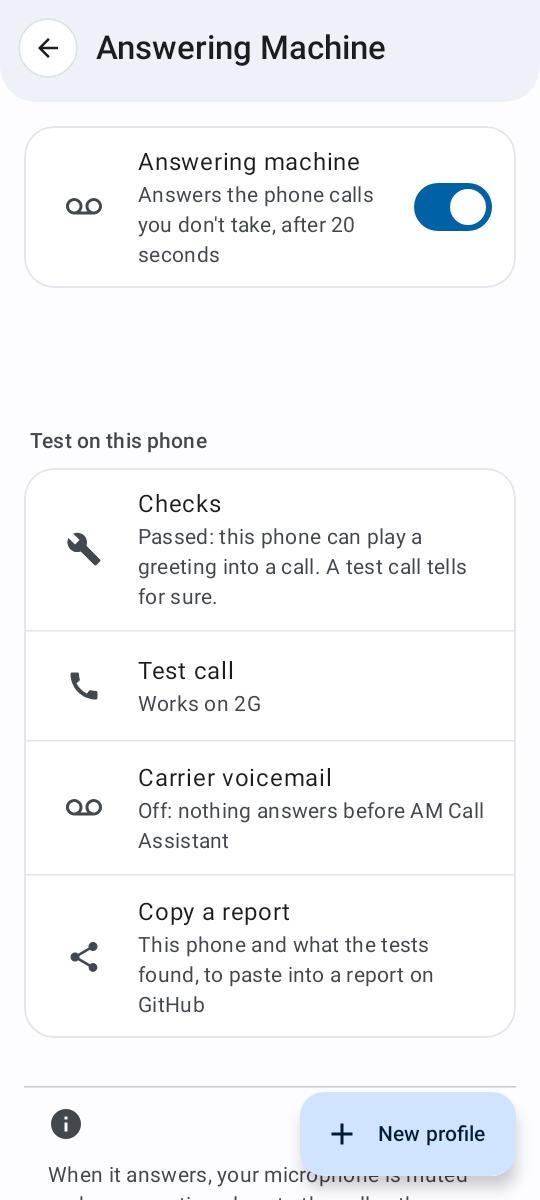 Answering Machine
Answering machine
Answers the phone calls
you don't take, after 20
seconds
Test on this phone
Checks
Passed: this phone can play a
greeting into a call. A test call tells
for sure.
Test call
Works on 2G
Carrier voicemail
Off: nothing answers before AM Call
Assistant
Copy a report
This phone and what the tests
found, to paste into a report on
GitHub
New profile
When it answers, your microphone is muted